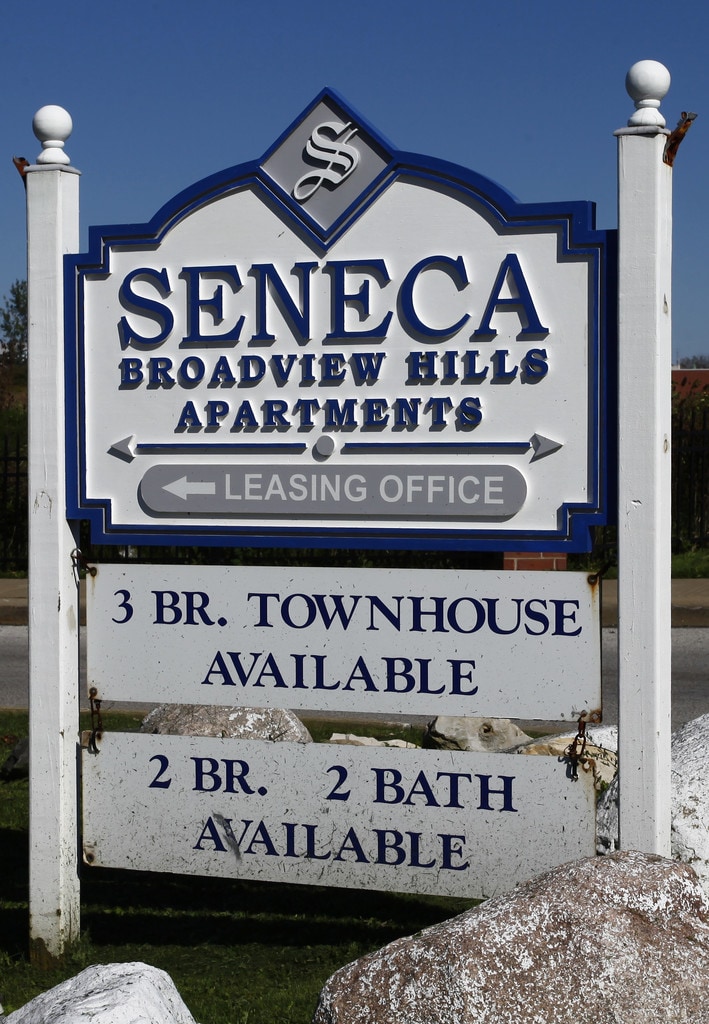 S
SENECA
BROADVIEW HILLS
APARTMENTS
LEASING OFFICE
3 BR. TOWNHOUSE
AVAILABLE
2 BR. 2 BATH
AVAILABLE